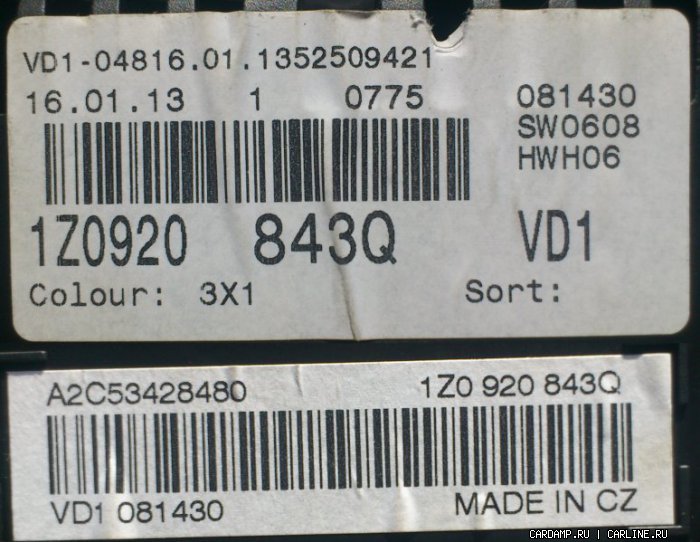 VD1-04816.01.1352509421
16.01.13 1 0775 081430
SW0608
HWH06
1Z0920 843Q VD1
Colour: 3X1 Sort:
A2C53428480 1Z0 920 843Q
VD1 081430 MADE IN CZ
CARDAMP.RU | CARLINE.RU